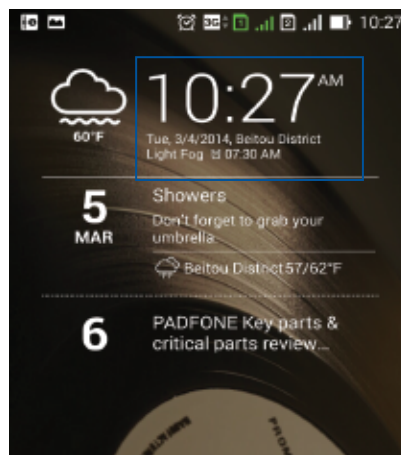 3G 1 2 10:27
10:27 AM
60°F
Tue, 3/4/2014, Beitou District
Light Fog 07:30 AM
5
MAR
Showers
Don't forget to grab your
umbrella.
Beitou District 57/62°F
6
PADFONE Key parts &
critical parts review...